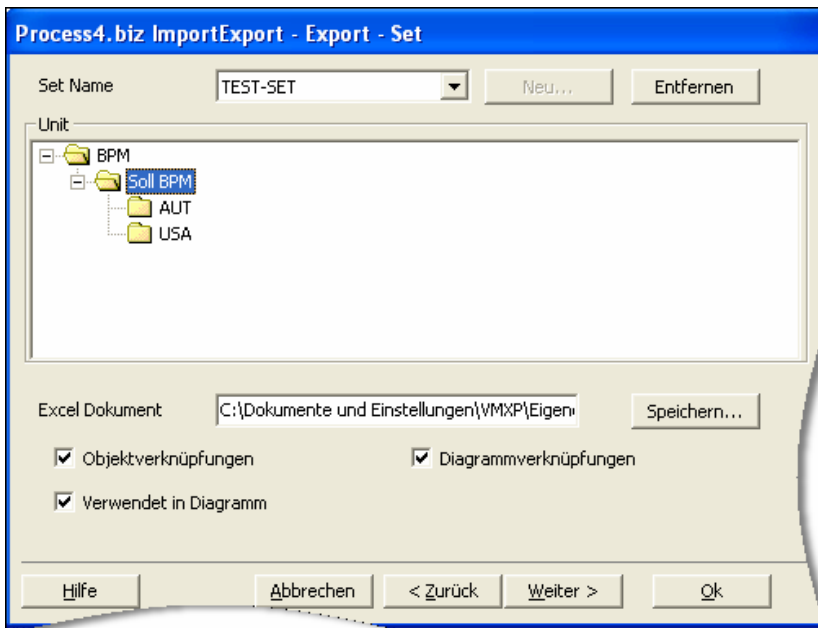 Process4.biz ImportExport - Export - Set
Set Name TEST-SET Neu... Entfernen
Unit
BPM
Soll BPM
AUT
USA
Excel Dokument C:\Dokumente und Einstellungen\VMXP\Eigen Speichern...
Objektverknüpfungen Diagrammverknüpfungen
Verwendet in Diagramm
Hilfe Abbrechen < Zurück Weiter > Ok